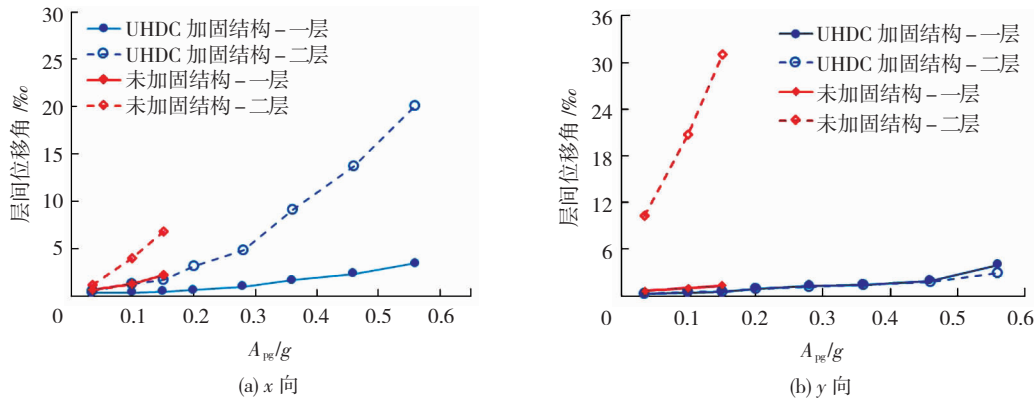 30
25
20
15
10
5
0
0.1
0.2
0.3
0.4
0.5
0.6
层间位移角/‰
UHDC 加固结构－一层
UHDC 加固结构－二层
未加固结构－一层
未加固结构－二层
A_pg/g
(a) x 向
36
30
24
18
12
6
0
0.1
0.2
0.3
0.4
0.5
0.6
层间位移角/‰
UHDC 加固结构－一层
UHDC 加固结构－二层
未加固结构－一层
未加固结构－二层
A_pg/g
(b) y 向